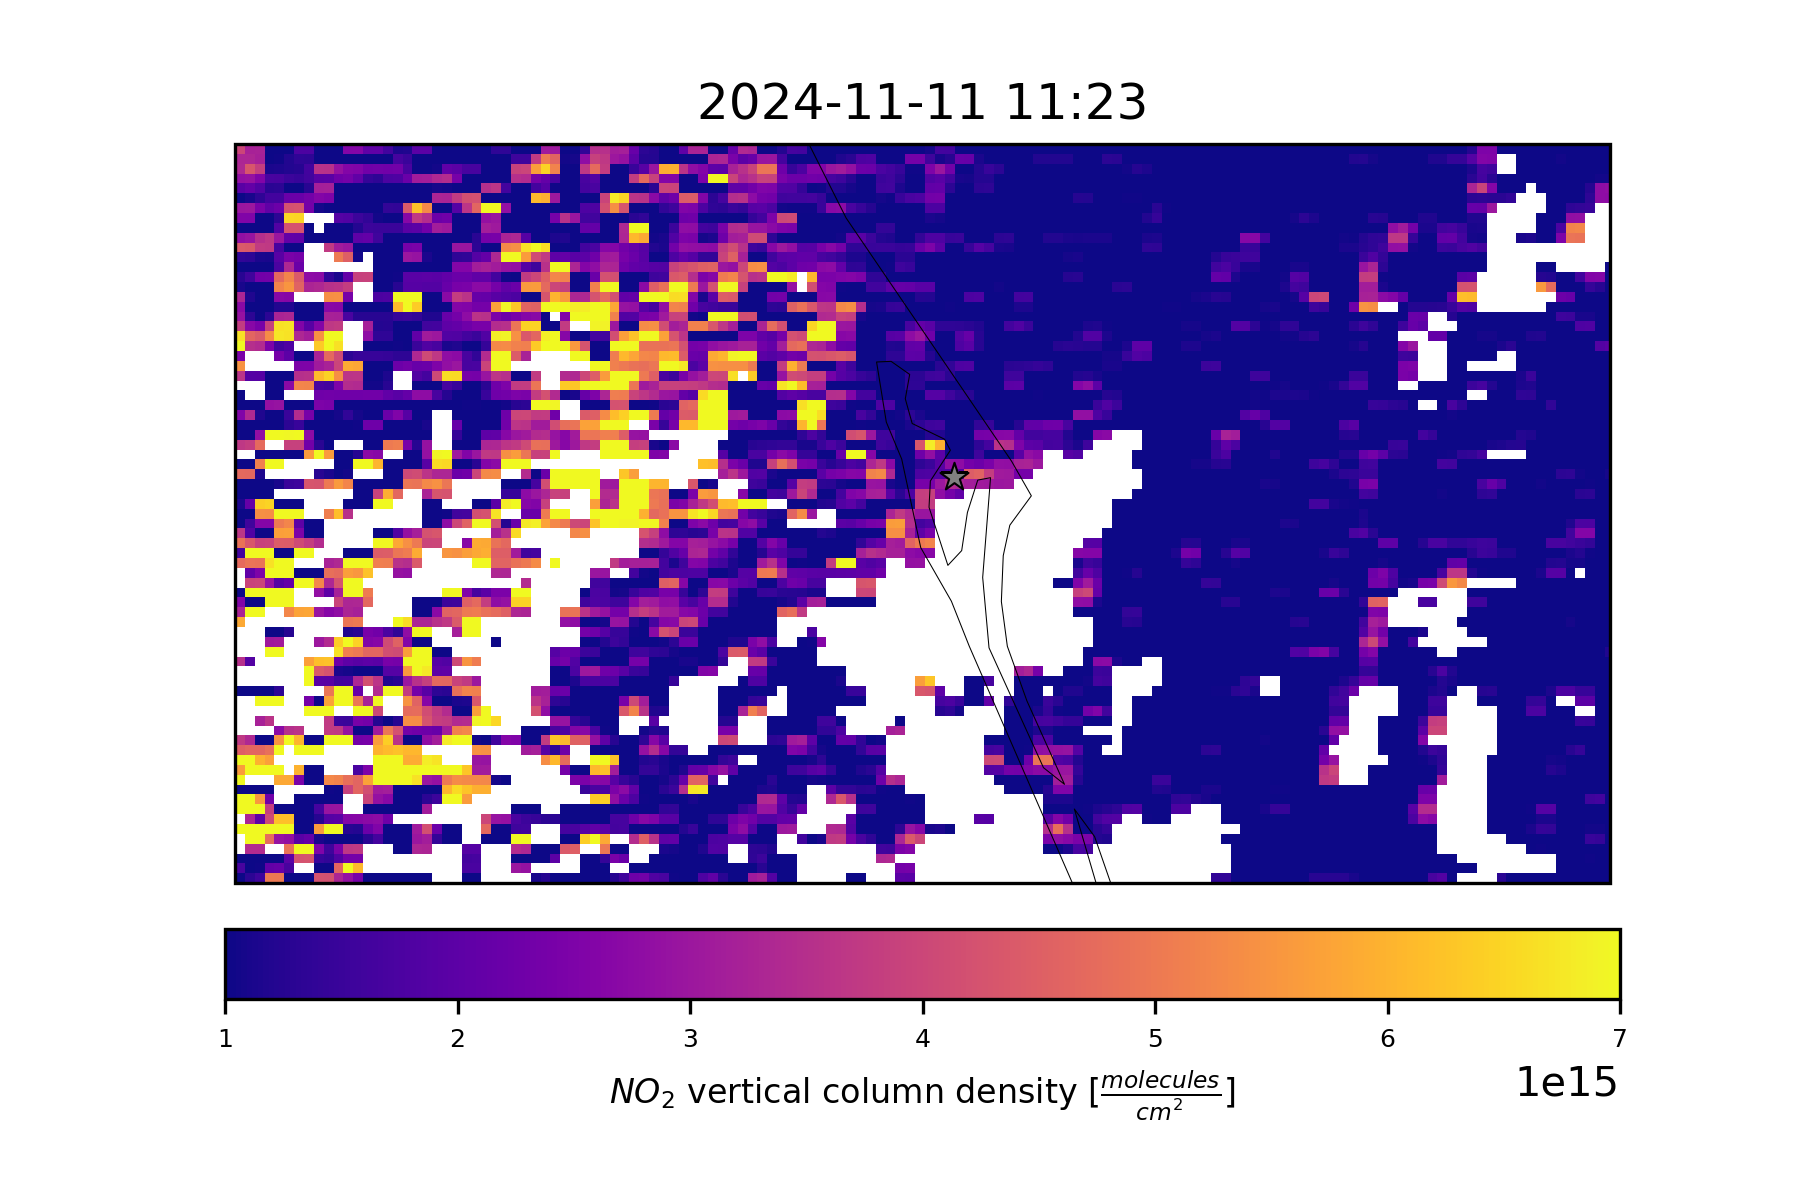 2024-11-11 11:23
1 2 3 4 5 6 7
1e15
NO₂ vertical column density [molecules/cm²]